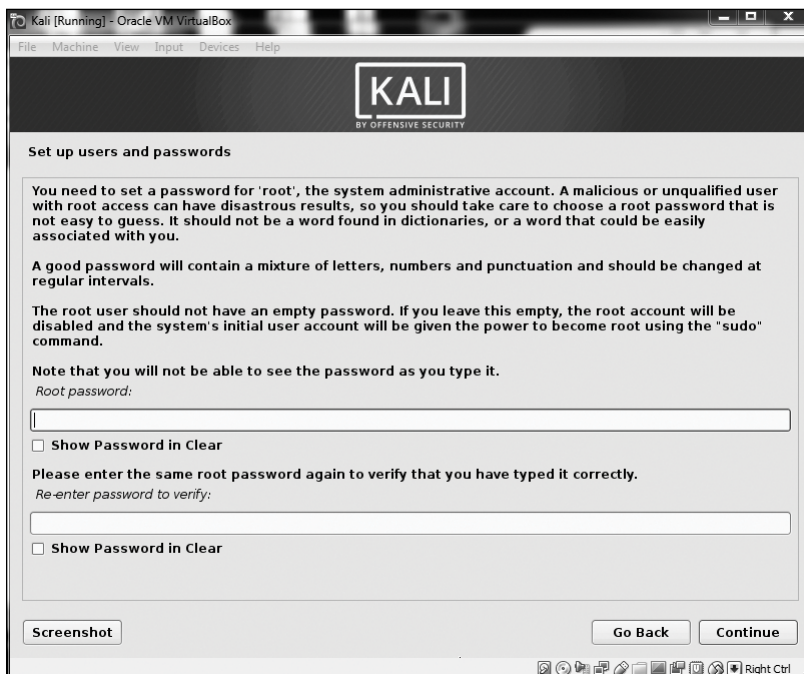 Kali [Running] - Oracle VM VirtualBox
File Machine View Input Devices Help
KALI
BY OFFENSIVE SECURITY
Set up users and passwords
You need to set a password for 'root', the system administrative account. A malicious or unqualified user
with root access can have disastrous results, so you should take care to choose a root password that is
not easy to guess. It should not be a word found in dictionaries, or a word that could be easily
associated with you.
A good password will contain a mixture of letters, numbers and punctuation and should be changed at
regular intervals.
The root user should not have an empty password. If you leave this empty, the root account will be
disabled and the system's initial user account will be given the power to become root using the "sudo"
command.
Note that you will not be able to see the password as you type it.
Root password:
Show Password in Clear
Please enter the same root password again to verify that you have typed it correctly.
Re-enter password to verify:
Show Password in Clear
Screenshot
Go Back
Continue
Right Ctrl